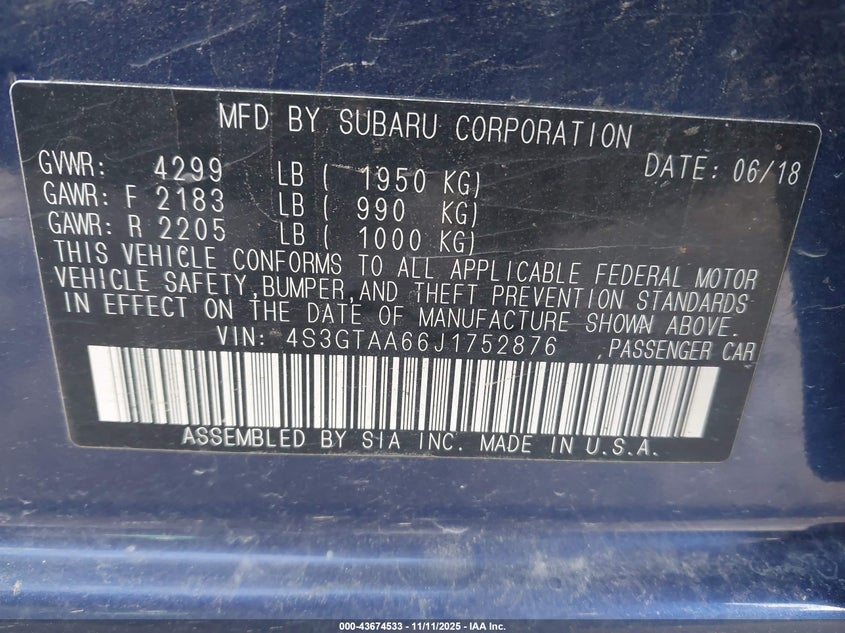 MFD BY SUBARU CORPORATION
GVWR: 4299 LB ( 1950 KG) DATE: 06/18
GAWR: F 2183 LB ( 990 KG)
GAWR: R 2205 LB ( 1000 KG)
THIS VEHICLE CONFORMS TO ALL APPLICABLE FEDERAL MOTOR
VEHICLE SAFETY,BUMPER,AND THEFT PREVENTION STANDARDS
IN EFFECT ON THE DATE OF MANUFACTURE SHOWN ABOVE.
VIN: 4S3GTAA66J1752876 ,PASSENGER CAR
ASSEMBLED BY SIA INC. MADE IN U.S.A.
000-43674533 - 11/11/2025 - IAA Inc.